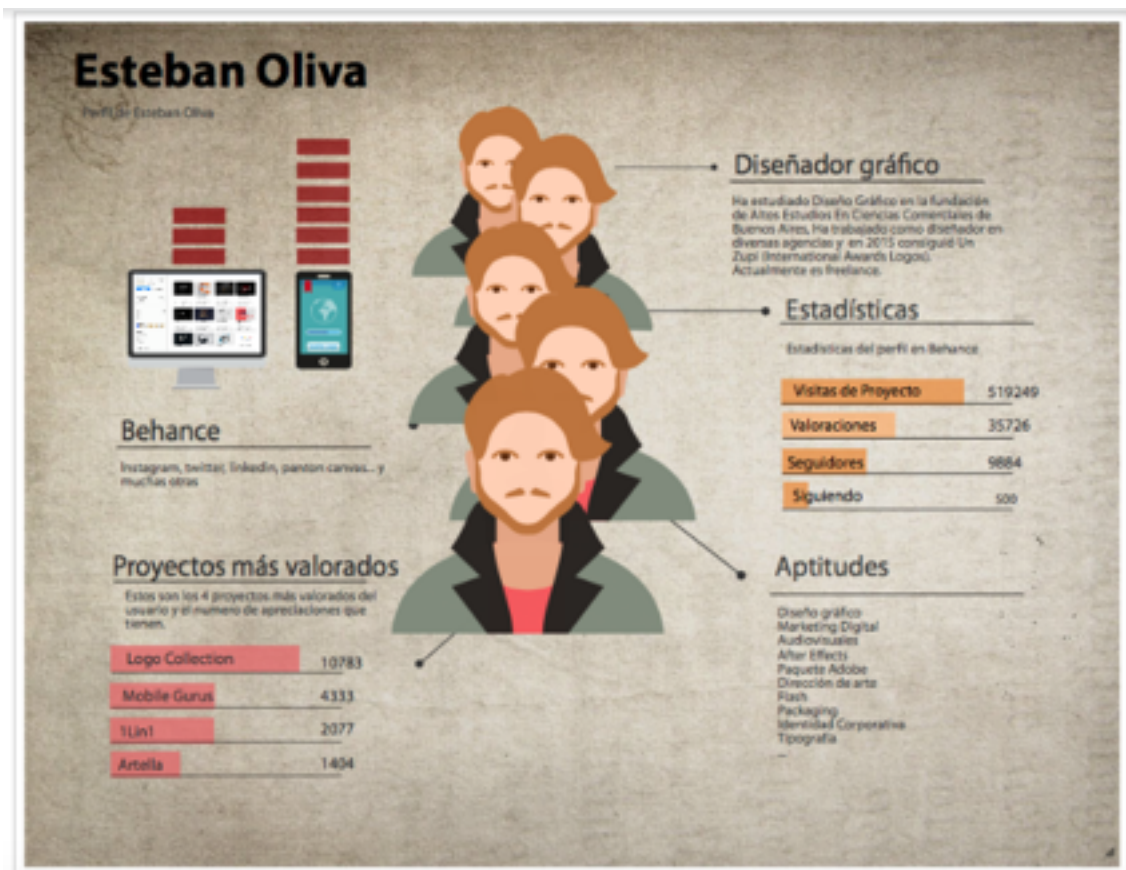 Esteban Oliva
Perfil de Esteban Oliva
Diseñador gráfico
Ha estudiado Diseño Gráfico en la fundación
de Altos Estudios En Ciencias Comerciales de
Buenos Aires, Ha trabajado como diseñador en
diversas agencias y en 2015 consiguió Un
Zupi (International Awards Logos).
Actualmente es freelance.
Estadísticas
Estadísticas del perfil en Behance
Visitas de Proyecto 519249
Valoraciones 35726
Seguidores 9884
Siguiendo 500
Behance
Instagram, twitter, linkedin, panton canvas... y
muchas otras
Proyectos más valorados
Estos son los 4 proyectos más valorados del
usuario y el numero de apreciaciones que
tienen.
Logo Collection 10783
Mobile Gurus 4333
1Lin1 2077
Artella 1404
Aptitudes
Diseño gráfico
Marketing Digital
Audiovisuales
After Effects
Paquete Adobe
Dirección de arte
Flash
Packaging
Identidad Corporativa
Tipografía
...